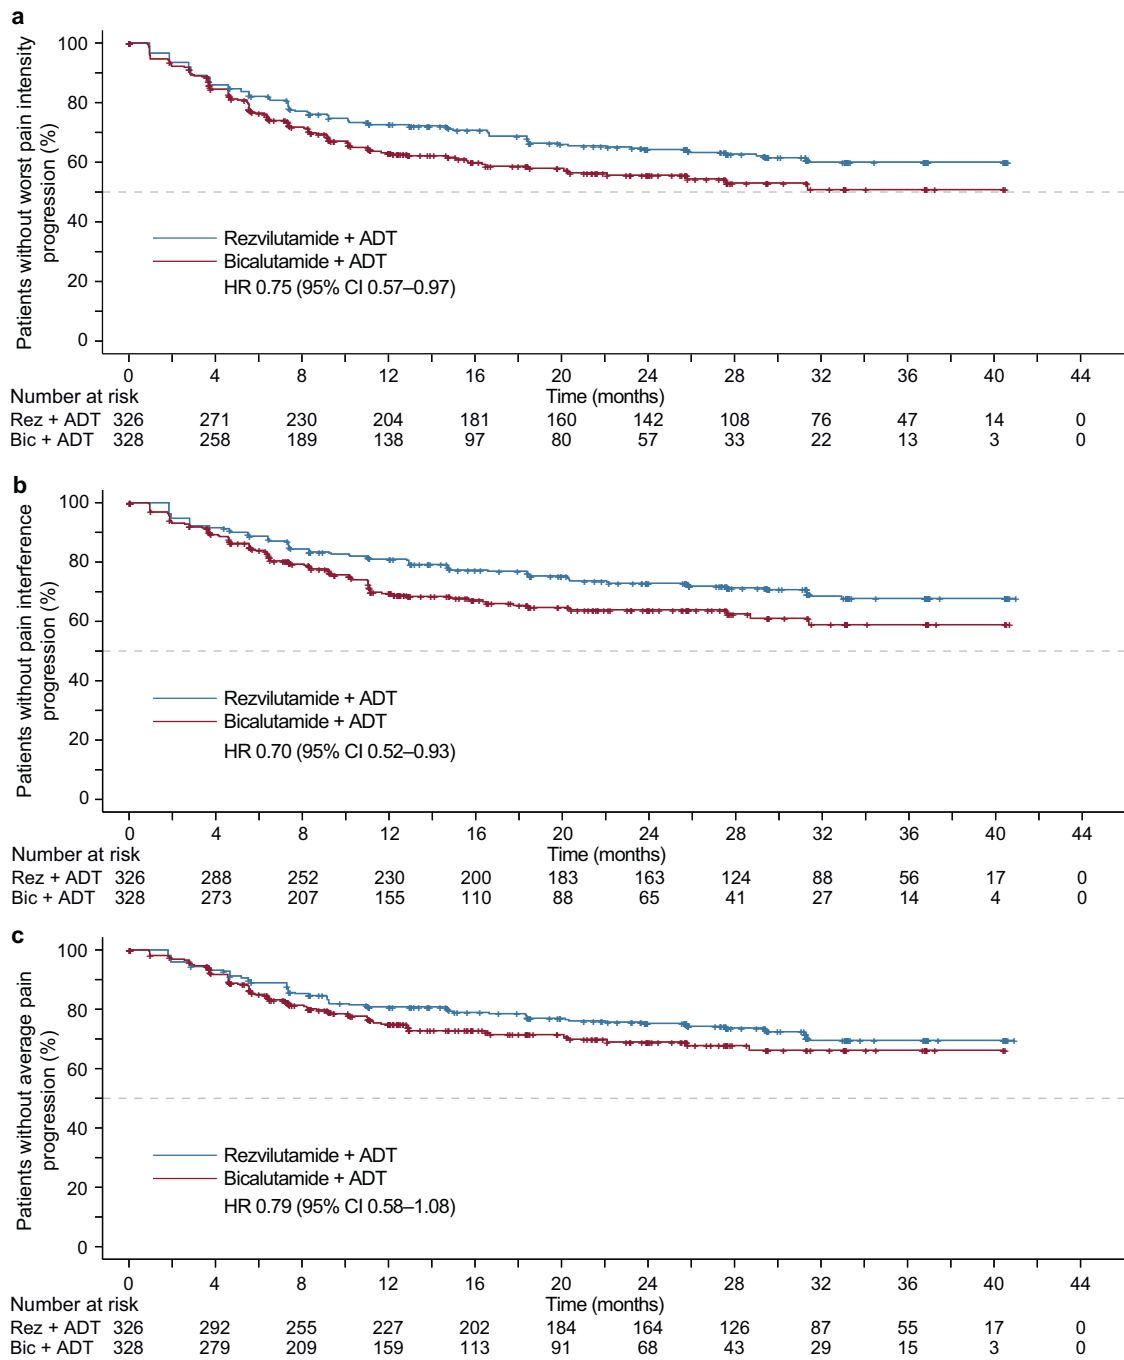 a
Patients without worst pain intensity
progression (%)
100
80
60
40
20
0
Rezvilutamide + ADT
Bicalutamide + ADT
HR 0.75 (95% CI 0.57–0.97)
0 4 8 12 16 20 24 28 32 36 40 44
Number at risk Time (months)
Rez + ADT 326 271 230 204 181 160 142 108 76 47 14 0
Bic + ADT 328 258 189 138 97 80 57 33 22 13 3 0
b
Patients without pain interference
progression (%)
100
80
60
40
20
0
Rezvilutamide + ADT
Bicalutamide + ADT
HR 0.70 (95% CI 0.52–0.93)
0 4 8 12 16 20 24 28 32 36 40 44
Number at risk Time (months)
Rez + ADT 326 288 252 230 200 183 163 124 88 56 17 0
Bic + ADT 328 273 207 155 110 88 65 41 27 14 4 0
c
Patients without average pain
progression (%)
100
80
60
40
20
0
Rezvilutamide + ADT
Bicalutamide + ADT
HR 0.79 (95% CI 0.58–1.08)
0 4 8 12 16 20 24 28 32 36 40 44
Number at risk Time (months)
Rez + ADT 326 292 255 227 202 184 164 126 87 55 17 0
Bic + ADT 328 279 209 159 113 91 68 43 29 15 3 0